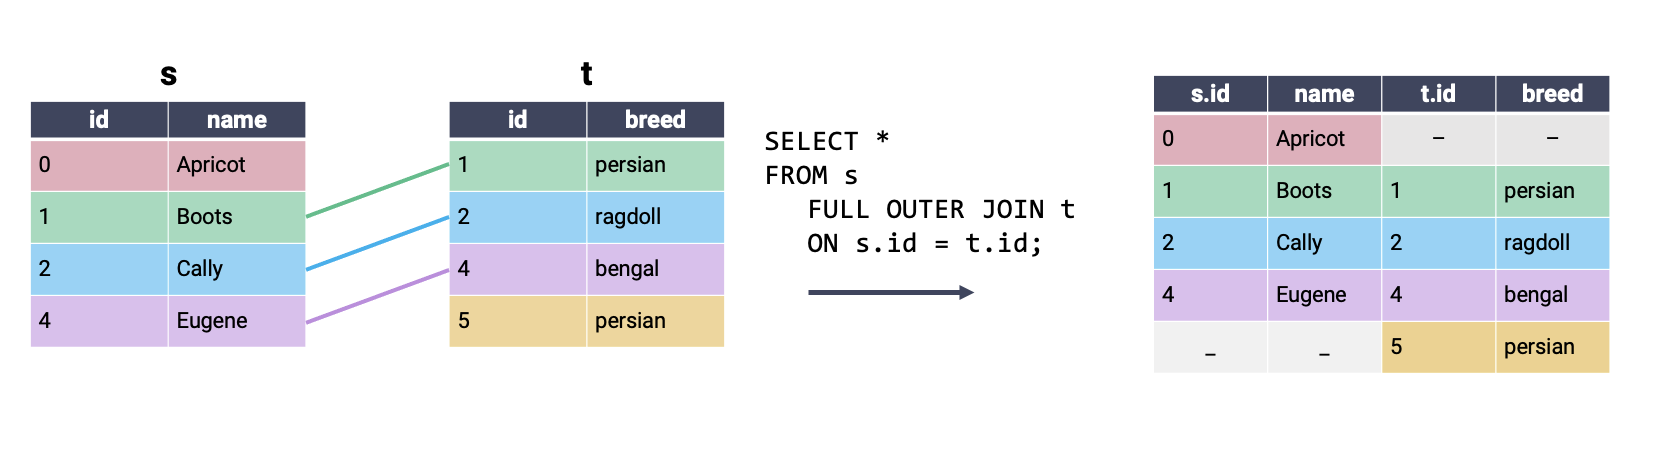 s
id name
0 Apricot
1 Boots
2 Cally
4 Eugene
t
id breed
1 persian
2 ragdoll
4 bengal
5 persian
SELECT *
FROM s
FULL OUTER JOIN t
ON s.id = t.id;
s.id name t.id breed
0 Apricot – –
1 Boots 1 persian
2 Cally 2 ragdoll
4 Eugene 4 bengal
– – 5 persian